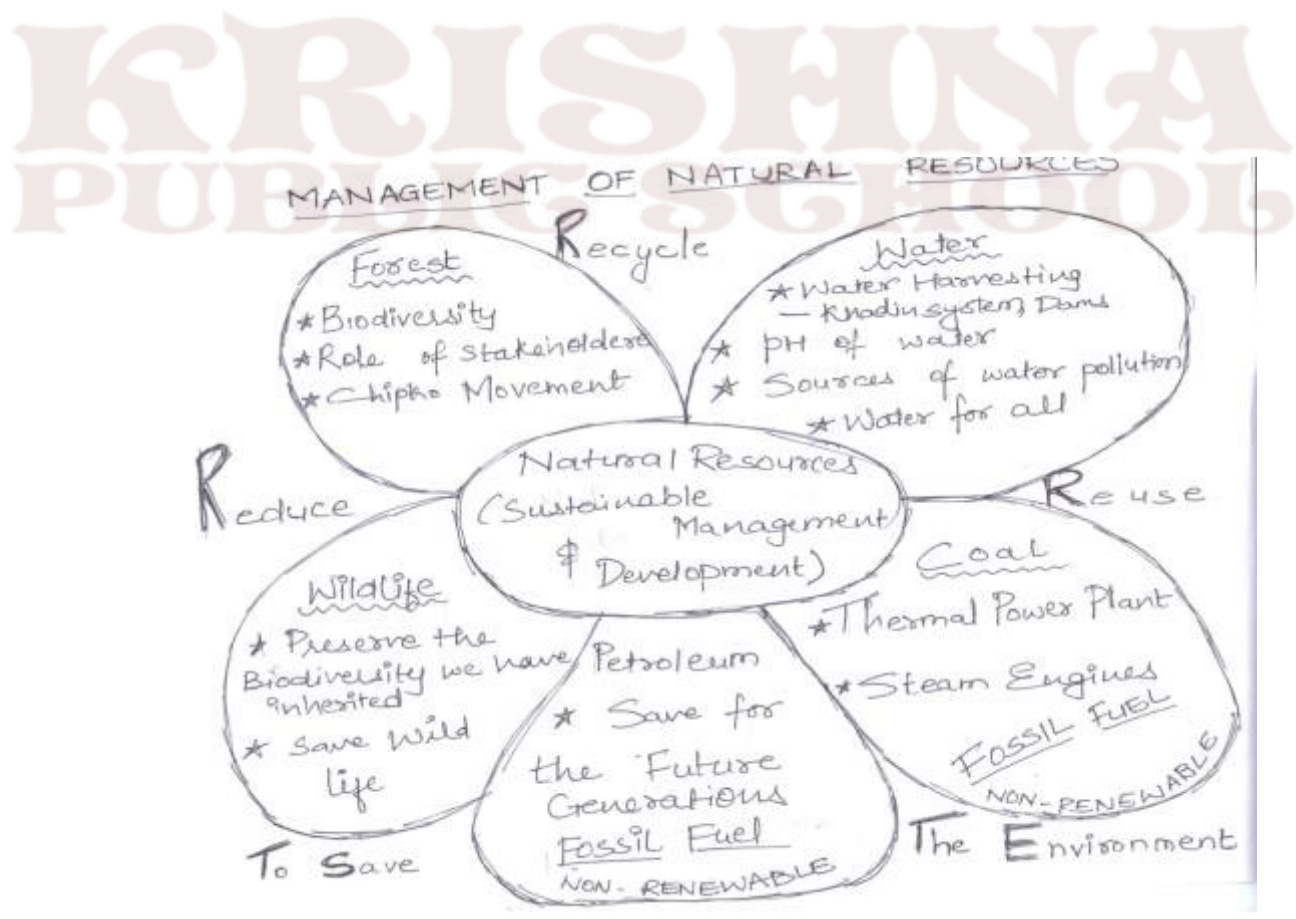 KRISHNA
PUBLIC SCHOOL
MANAGEMENT OF NATURAL RESOURCES
Recycle
Forest
* Biodiversity
* Role of Stakeholders
* Chipko Movement
Water
* Water Harvesting
- Khadin system, Dams
* PH of water
* Sources of water pollution
* Water for all
Natural Resources
(Sustainable
Management
& Development)
Reduce
Reuse
Wildlife
* Preserve the
Biodiversity we have
inherited
* Save Wild
life
Petroleum
* Save for
the Future
Generations
Fossil Fuel
NON-RENEWABLE
Coal
* Thermal Power Plant
* Steam Engines
FOSSIL FUEL
NON-RENEWABLE
To Save
The Environment